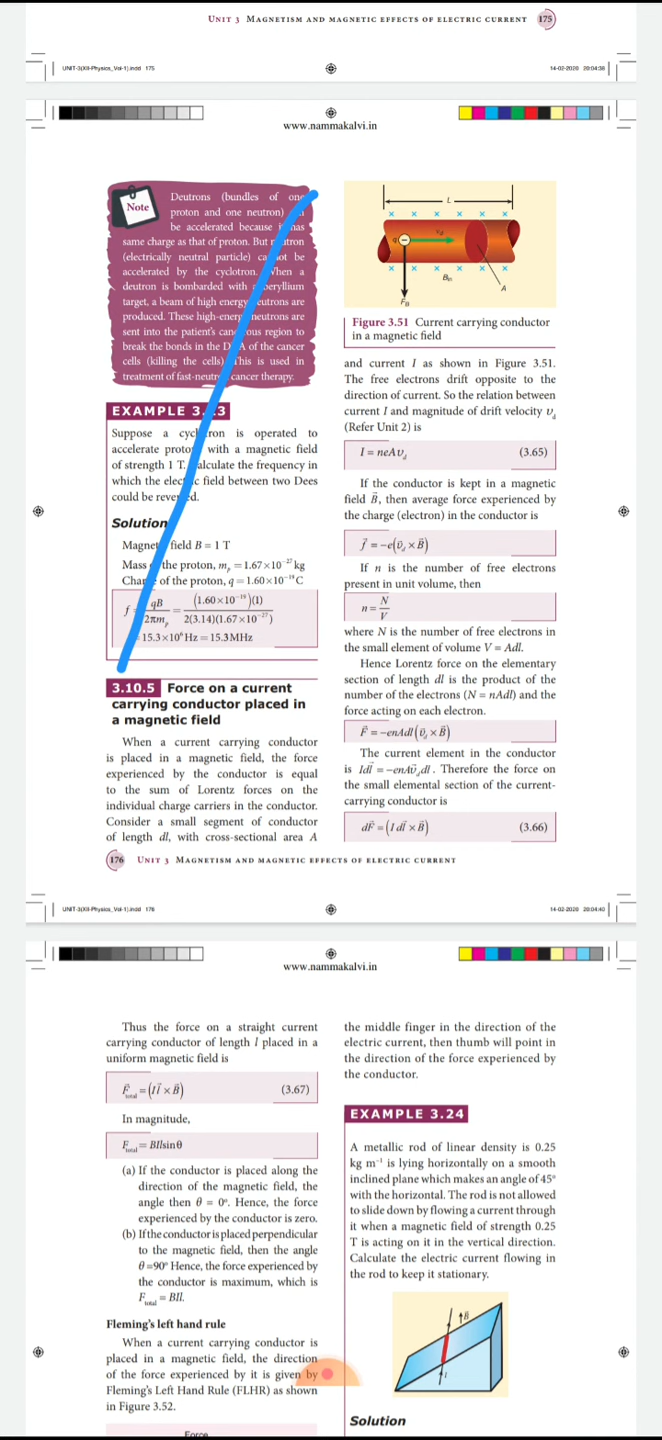 UNIT 3 MAGNETISM AND MAGNETIC EFFECTS OF ELECTRIC CURRENT 175
UNIT-3(XII-Physics_Vol-1).indd 175
14-02-2020 20:04:38
www.nammakalvi.in
Note
Deutrons (bundles of one
proton and one neutron)
be accelerated because has
same charge as that of proton. But
(electrically neutral particle) be
accelerated by the cyclotron. When a
deutron is bombarded with beryllium
target, a beam of high energy neutrons are
produced. These high-energy neutrons are
sent into the patient's region to
break the bonds in the of the cancer
cells (killing the cells). This is used in
treatment of fast-neutron cancer therapy.
EXAMPLE 3.23
Suppose a cyclotron is operated to
accelerate protons with a magnetic field
of strength 1 T. Calculate the frequency in
which the electric field between two Dees
could be reversed.
Solution
Magnetic field B = 1 T
Mass of the proton, mₚ = 1.67×10⁻²⁷ kg
Charge of the proton, q = 1.60×10⁻¹⁹ C
f = qB/2πmₚ = (1.60×10⁻¹⁹)(1)/2(3.14)(1.67×10⁻²⁷)
15.3×10⁶ Hz = 15.3 MHz
3.10.5 Force on a current
carrying conductor placed in
a magnetic field
When a current carrying conductor
is placed in a magnetic field, the force
experienced by the conductor is equal
to the sum of Lorentz forces on the
individual charge carriers in the conductor.
Consider a small segment of conductor
of length dl, with cross-sectional area A
L
× × × × × ×
q
v_d
× × × × × ×
B_in
A
F_B
Figure 3.51 Current carrying conductor
in a magnetic field
and current I as shown in Figure 3.51.
The free electrons drift opposite to the
direction of current. So the relation between
current I and magnitude of drift velocity v_d
(Refer Unit 2) is
I = neAv_d (3.65)
If the conductor is kept in a magnetic
field B⃗, then average force experienced by
the charge (electron) in the conductor is
f⃗ = −e(v⃗_d × B⃗)
If n is the number of free electrons
present in unit volume, then
n = N/V
where N is the number of free electrons in
the small element of volume V = Adl.
Hence Lorentz force on the elementary
section of length dl is the product of the
number of the electrons (N = nAdl) and the
force acting on each electron.
F⃗ = −enAdl(v⃗_d × B⃗)
The current element in the conductor
is Idl⃗ = −enAv⃗_d dl. Therefore the force on
the small elemental section of the current-
carrying conductor is
dF⃗ = (I dl⃗ × B⃗) (3.66)
176 UNIT 3 MAGNETISM AND MAGNETIC EFFECTS OF ELECTRIC CURRENT
UNIT-3(XII-Physics_Vol-1).indd 176
14-02-2020 20:04:40
www.nammakalvi.in
Thus the force on a straight current
carrying conductor of length l placed in a
uniform magnetic field is
F⃗_total = (Il⃗ × B⃗) (3.67)
In magnitude,
F_total = BIlsinθ
(a) If the conductor is placed along the
direction of the magnetic field, the
angle then θ = 0°. Hence, the force
experienced by the conductor is zero.
(b) If the conductor is placed perpendicular
to the magnetic field, then the angle
θ =90° Hence, the force experienced by
the conductor is maximum, which is
F_total = BIl.
Fleming's left hand rule
When a current carrying conductor is
placed in a magnetic field, the direction
of the force experienced by it is given by
Fleming's Left Hand Rule (FLHR) as shown
in Figure 3.52.
Force
the middle finger in the direction of the
electric current, then thumb will point in
the direction of the force experienced by
the conductor.
EXAMPLE 3.24
A metallic rod of linear density is 0.25
kg m⁻¹ is lying horizontally on a smooth
inclined plane which makes an angle of 45°
with the horizontal. The rod is not allowed
to slide down by flowing a current through
it when a magnetic field of strength 0.25
T is acting on it in the vertical direction.
Calculate the electric current flowing in
the rod to keep it stationary.
B⃗
I
Solution